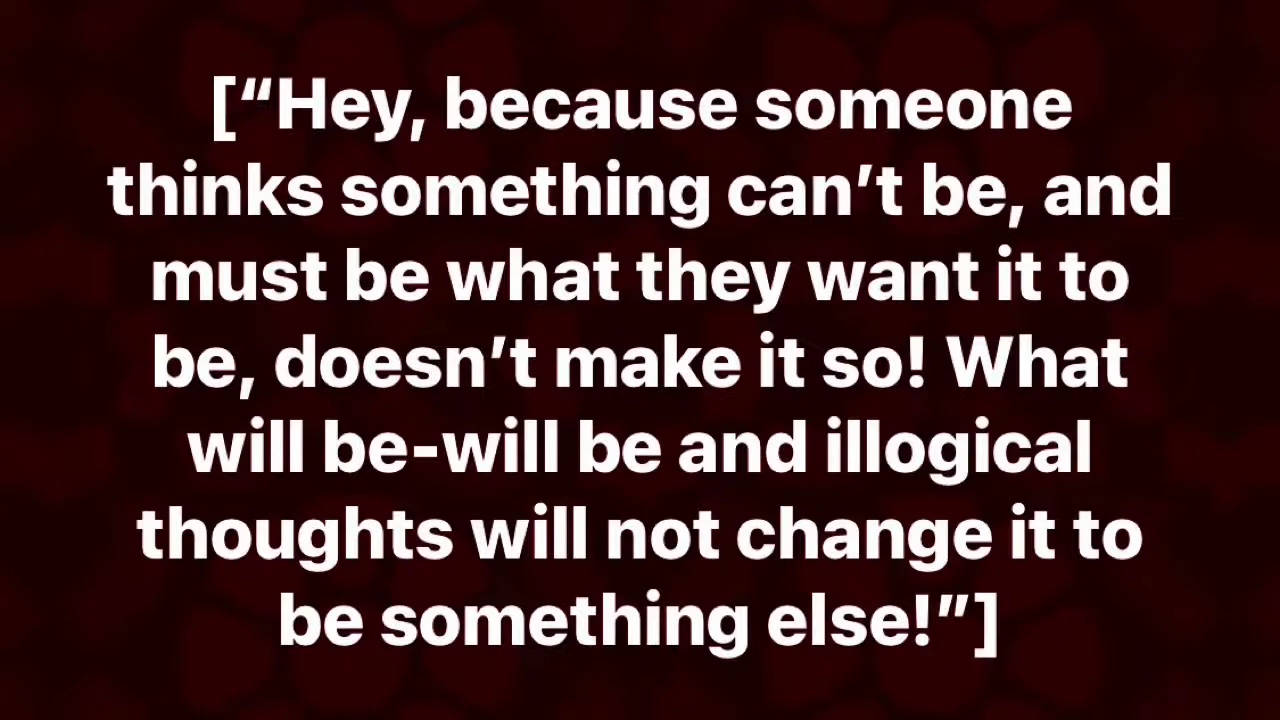 [“Hey, because someone
thinks something can’t be, and
must be what they want it to
be, doesn’t make it so! What
will be-will be and illogical
thoughts will not change it to
be something else!”]